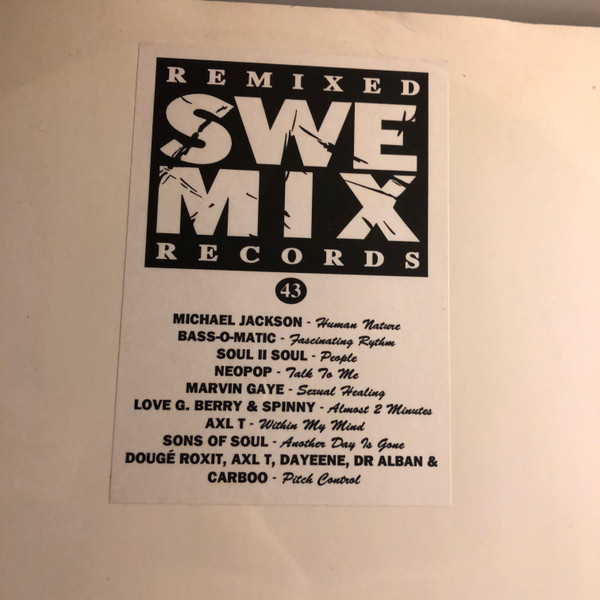 REMIXED
SWE
MIX
RECORDS
43
MICHAEL JACKSON - Human Nature
BASS-O-MATIC - Fascinating Rythm
SOUL II SOUL - People
NEOPOP - Talk To Me
MARVIN GAYE - Sexual Healing
LOVE G. BERRY & SPINNY - Almost 2 Minutes
AXL T - Within My Mind
SONS OF SOUL - Another Day Is Gone
DOUGÉ ROXIT, AXL T, DAYEENE, DR ALBAN &
CARBOO - Pitch Control